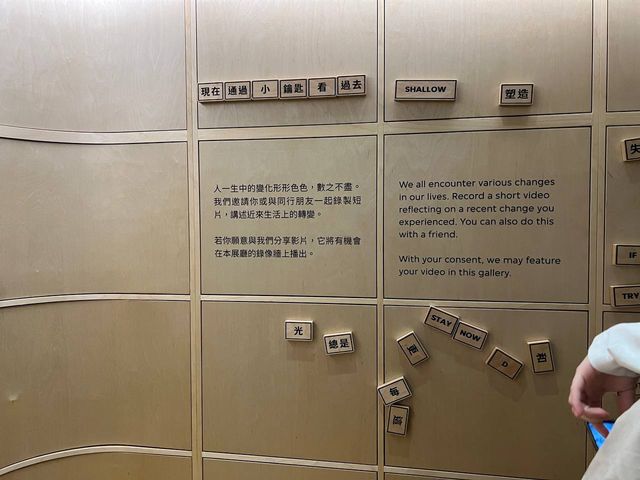 現在 通過 小 鑰匙 看 過去
SHALLOW
塑造
失
人一生中的變化形形色色，數之不盡。
我們邀請你或與同行朋友一起錄製短
片，講述近來生活上的轉變。
若你願意與我們分享影片，它將有機會
在本展廳的錄像牆上播出。
We all encounter various changes
in our lives. Record a short video
reflecting on a recent change you
experienced. You can also do this
with a friend.
With your consent, we may feature
your video in this gallery.
IF
TRY
光
總是
STAY
NOW
D
每